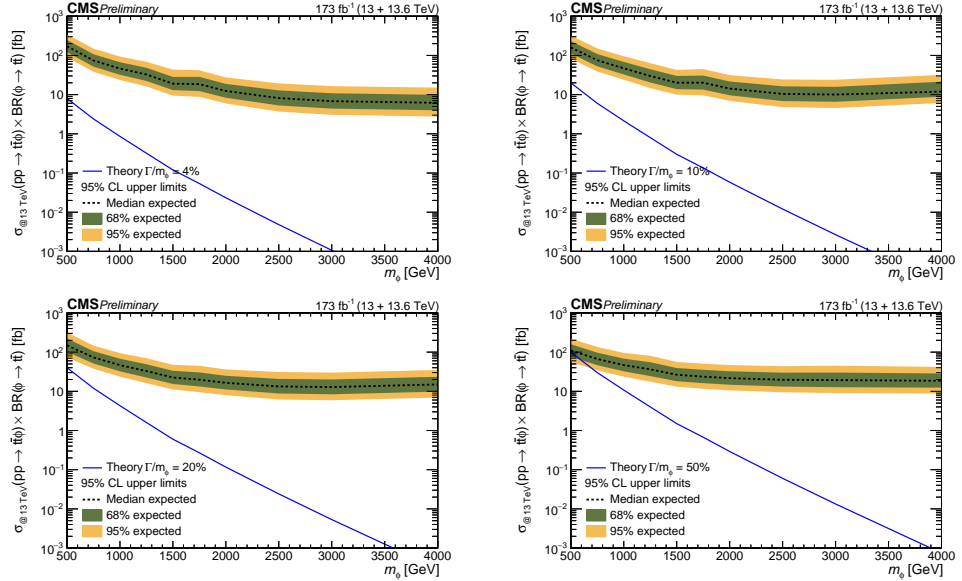 CMS Preliminary 173 fb⁻¹ (13 + 13.6 TeV)
σ@13 TeV(pp → tt̄ϕ) × BR(ϕ → tt̄) [fb]
10³
10²
10
1
10⁻¹
10⁻²
10⁻³
Theory Γ/mϕ = 4%
95% CL upper limits
Median expected
68% expected
95% expected
500 1000 1500 2000 2500 3000 3500 4000
mϕ [GeV]
CMS Preliminary 173 fb⁻¹ (13 + 13.6 TeV)
σ@13 TeV(pp → tt̄ϕ) × BR(ϕ → tt̄) [fb]
10³
10²
10
1
10⁻¹
10⁻²
10⁻³
Theory Γ/mϕ = 10%
95% CL upper limits
Median expected
68% expected
95% expected
500 1000 1500 2000 2500 3000 3500 4000
mϕ [GeV]
CMS Preliminary 173 fb⁻¹ (13 + 13.6 TeV)
σ@13 TeV(pp → tt̄ϕ) × BR(ϕ → tt̄) [fb]
10³
10²
10
1
10⁻¹
10⁻²
10⁻³
Theory Γ/mϕ = 20%
95% CL upper limits
Median expected
68% expected
95% expected
500 1000 1500 2000 2500 3000 3500 4000
mϕ [GeV]
CMS Preliminary 173 fb⁻¹ (13 + 13.6 TeV)
σ@13 TeV(pp → tt̄ϕ) × BR(ϕ → tt̄) [fb]
10³
10²
10
1
10⁻¹
10⁻²
10⁻³
Theory Γ/mϕ = 50%
95% CL upper limits
Median expected
68% expected
95% expected
500 1000 1500 2000 2500 3000 3500 4000
mϕ [GeV]